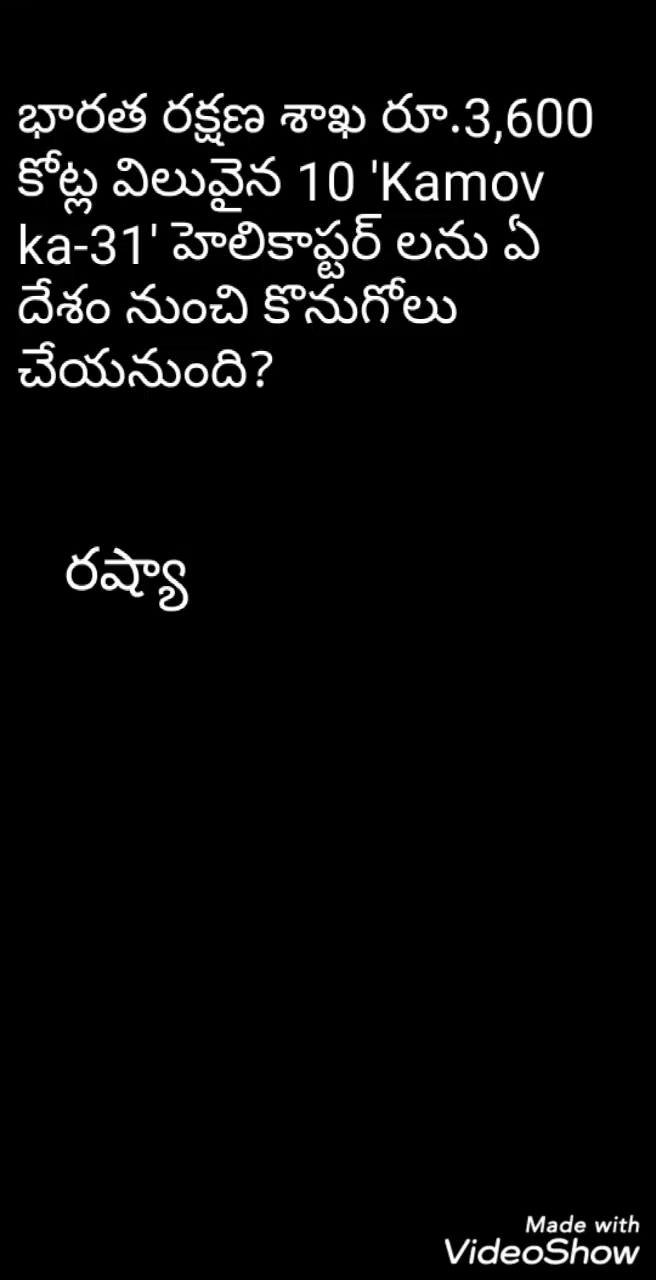 భారత రక్షణ శాఖ రూ.3,600
కోట్ల విలువైన 10 'Kamov
ka-31' హెలికాప్టర్ లను ఏ
దేశం నుంచి కొనుగోలు
చేయనుంది?
రష్యా
Made with
VideoShow